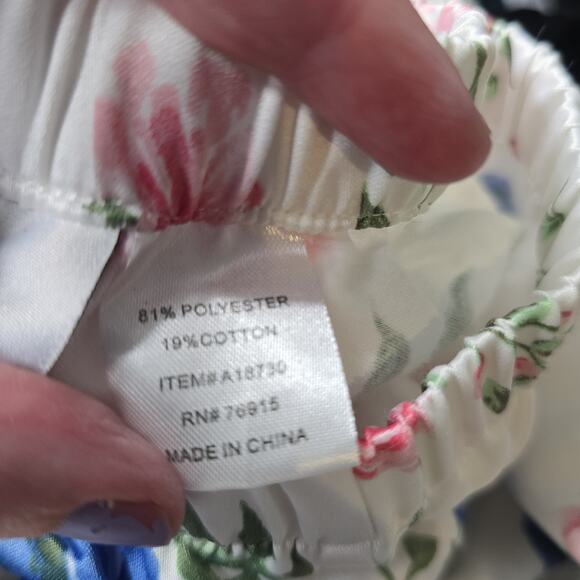 81% POLYESTER
19%COTTON
ITEM#A18730
RN# 76915
MADE IN CHINA